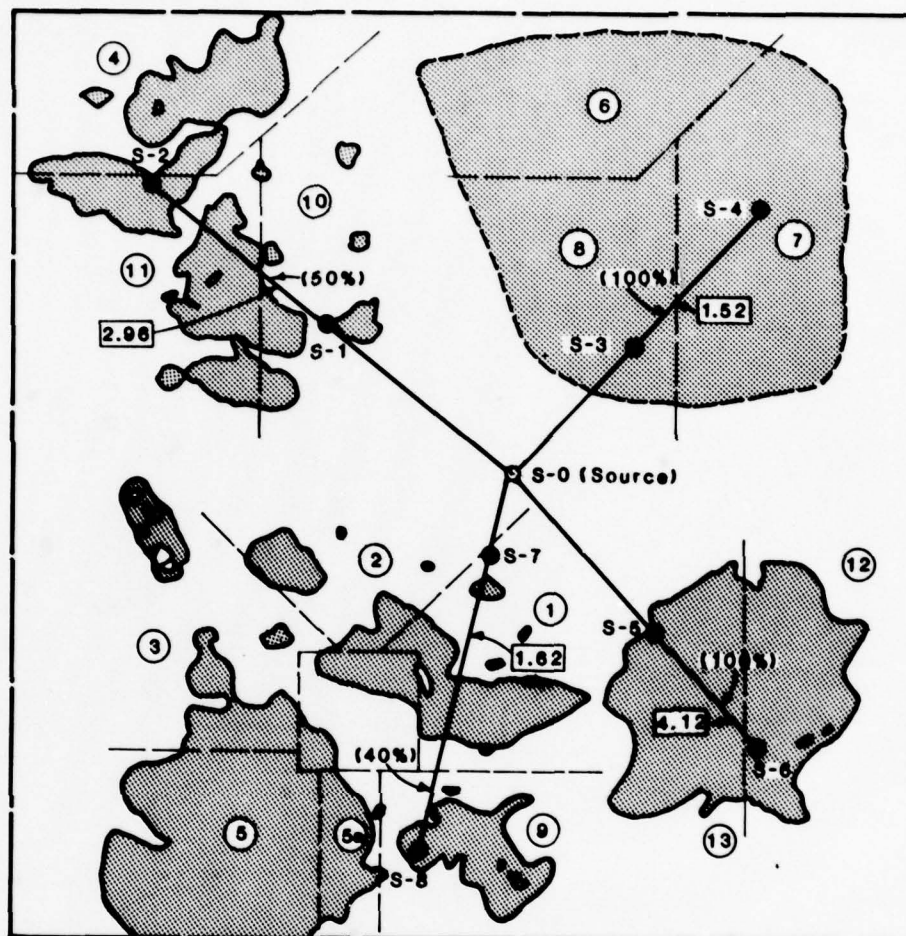 4
6
S-2
10
S-4
8
7
11
(50%)
(100%)
2.96
1.52
S-1
S-3
S-0 (Source)
2
S-7
12
1
3
S-5
1.62
(100%)
4.12
(40%)
S-6
5
5a
9
13
S-8